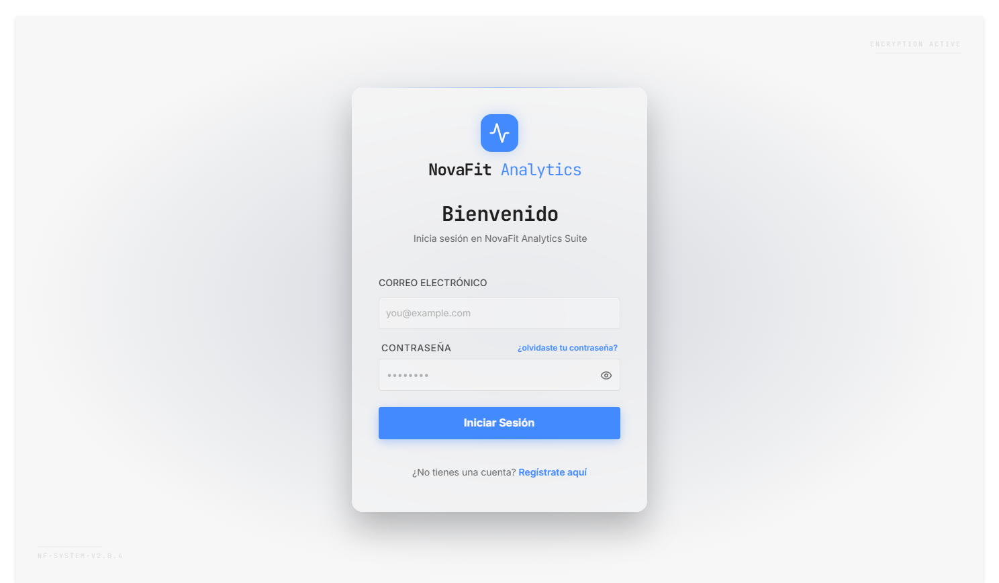 ENCRYPTION ACTIVE
NovaFit Analytics
Bienvenido
Inicia sesión en NovaFit Analytics Suite
CORREO ELECTRÓNICO
you@example.com
CONTRASEÑA
¿olvidaste tu contraseña?
••••••••
Iniciar Sesión
¿No tienes una cuenta? Regístrate aquí
NF-SYSTEM-V2.8.4